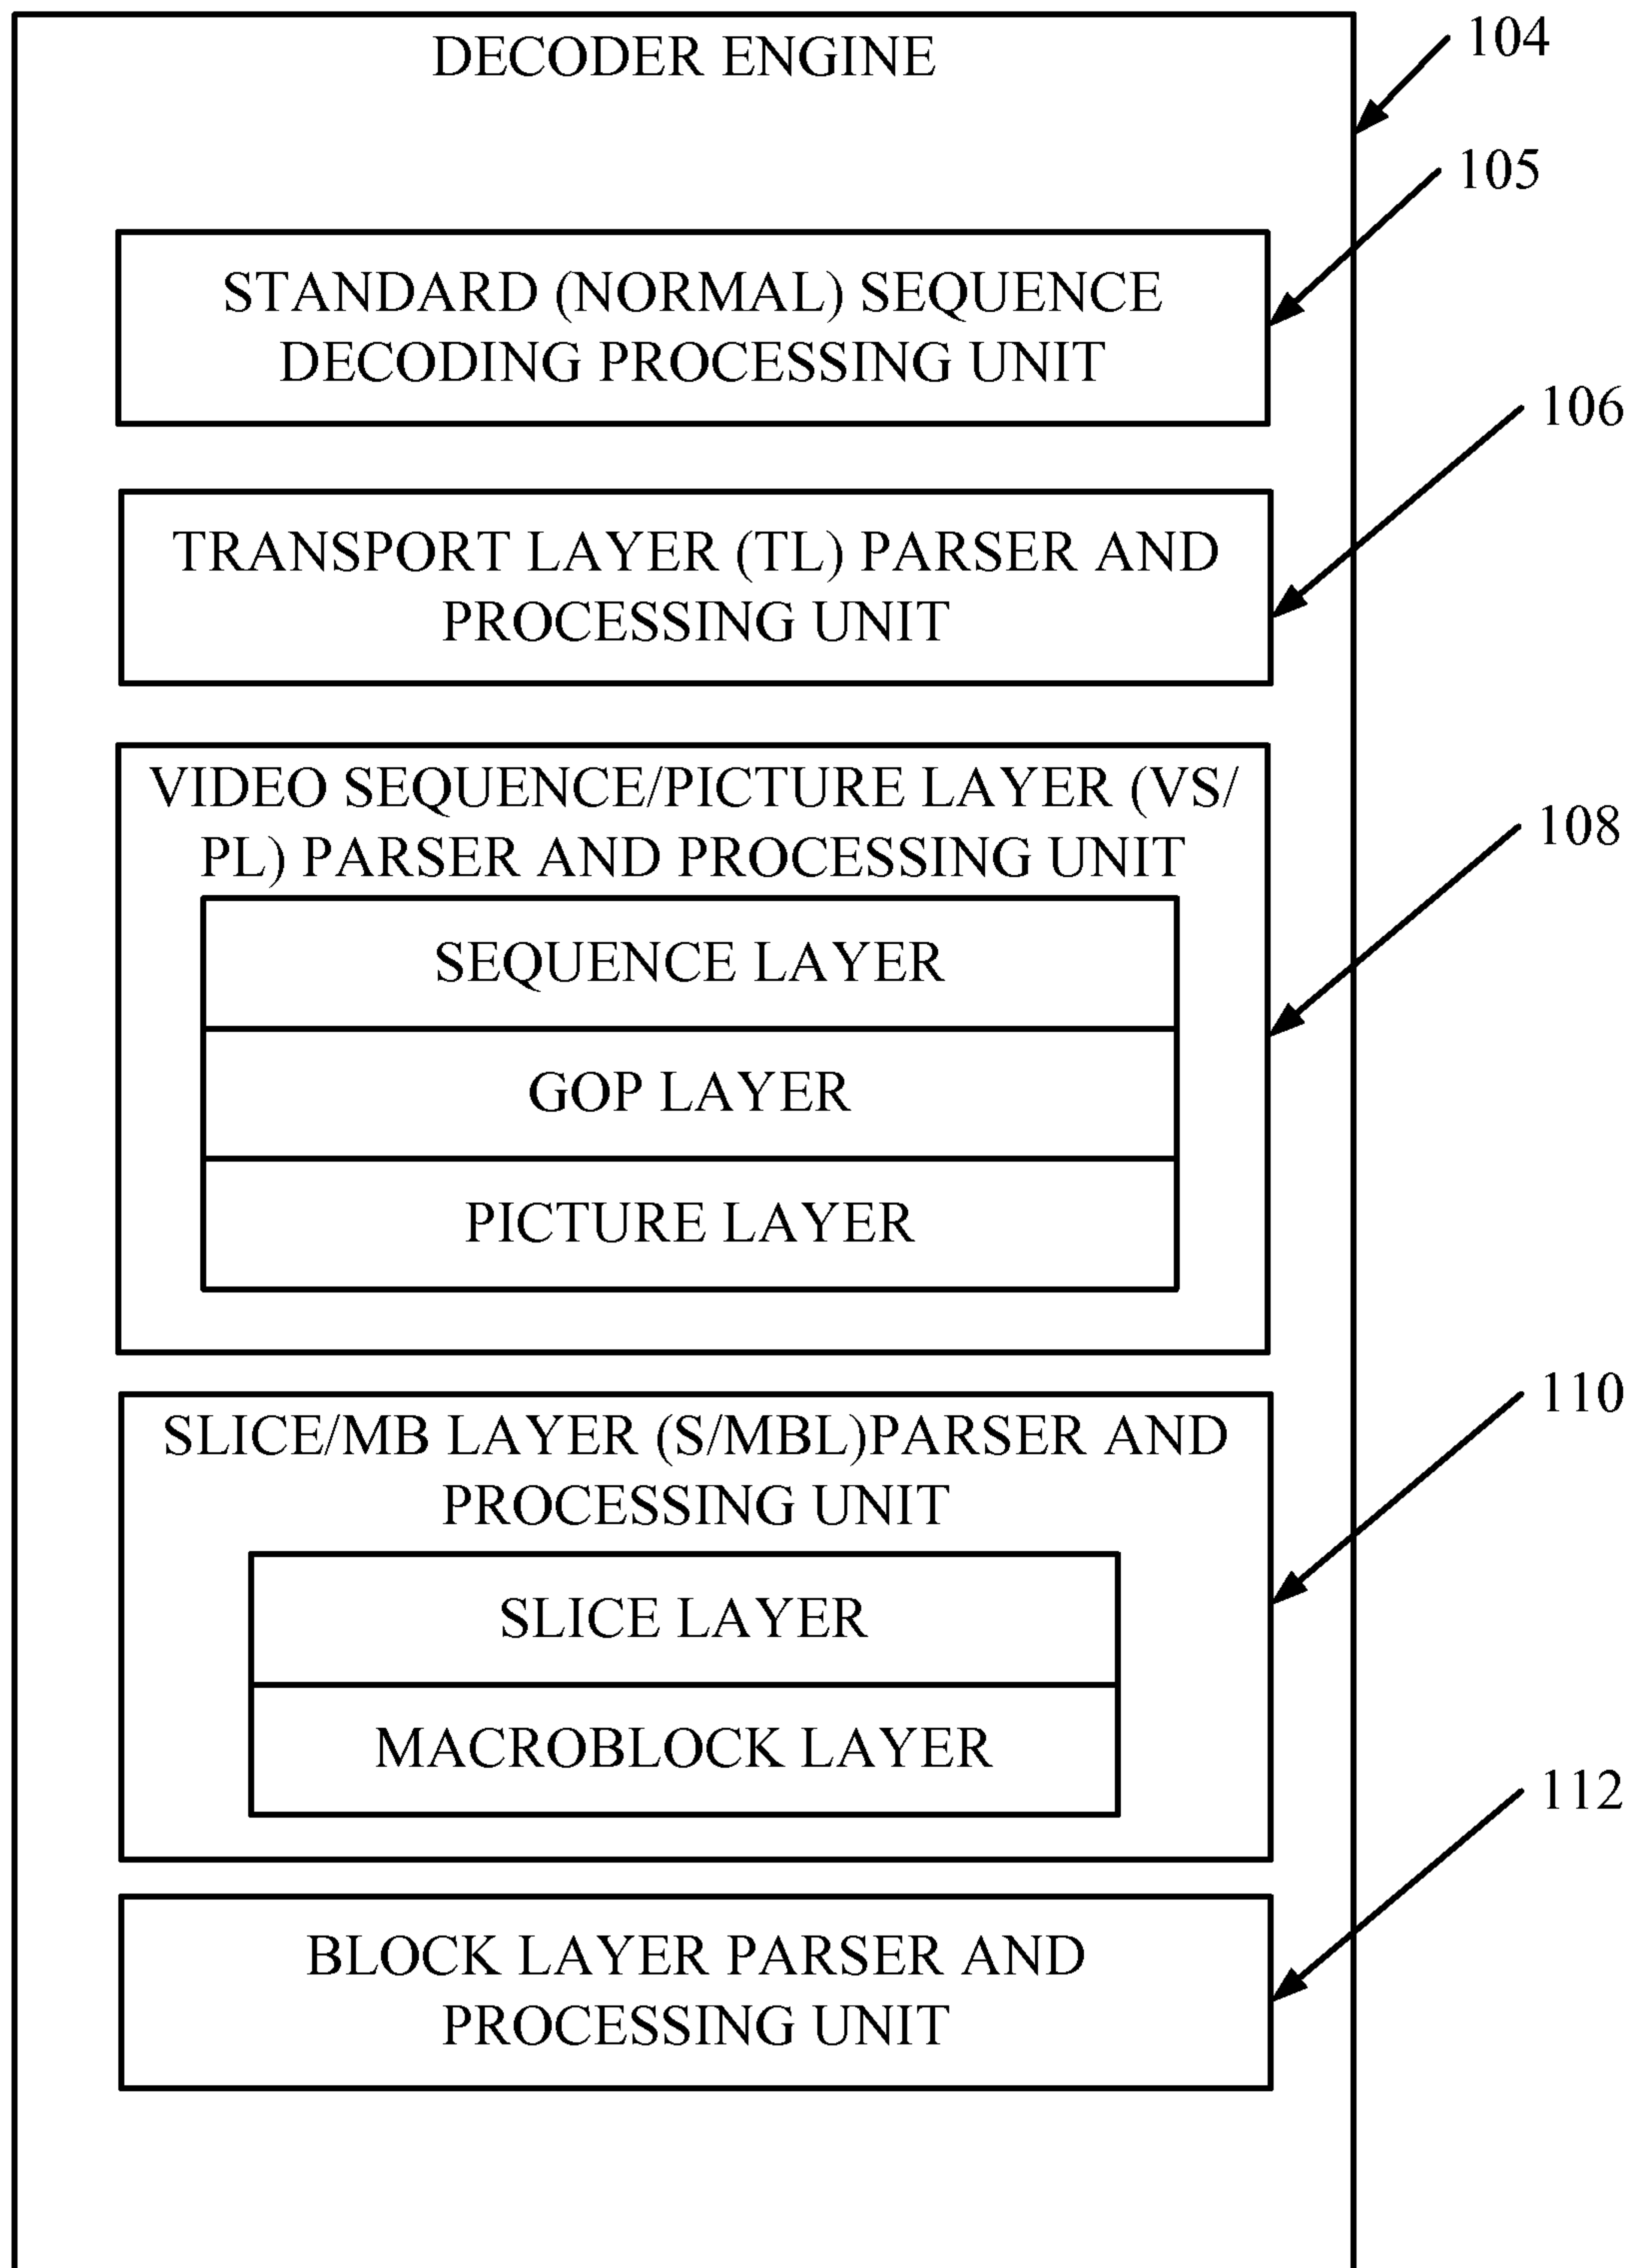 DECODER ENGINE
104
105
STANDARD (NORMAL) SEQUENCE
DECODING PROCESSING UNIT
106
TRANSPORT LAYER (TL) PARSER AND
PROCESSING UNIT
VIDEO SEQUENCE/PICTURE LAYER (VS/
PL) PARSER AND PROCESSING UNIT
108
SEQUENCE LAYER
GOP LAYER
PICTURE LAYER
110
SLICE/MB LAYER (S/MBL)PARSER AND
PROCESSING UNIT
SLICE LAYER
MACROBLOCK LAYER
112
BLOCK LAYER PARSER AND
PROCESSING UNIT